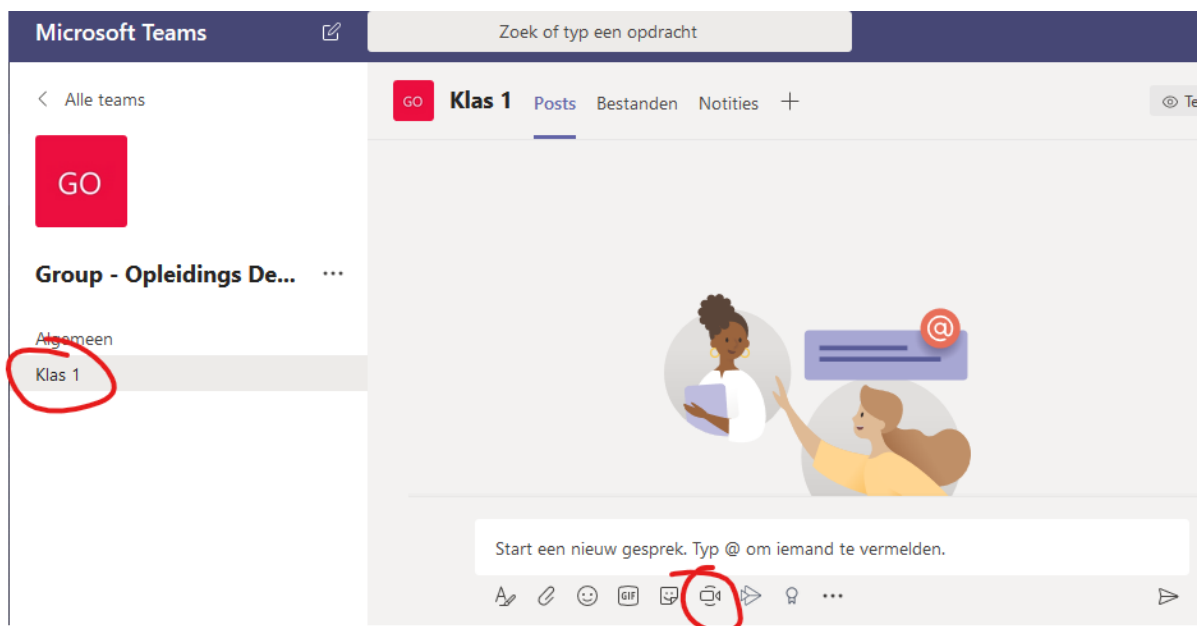 Microsoft Teams
Zoek of typ een opdracht
Alle teams
GO
Klas 1
Posts
Bestanden
Notities
Te
GO
Group - Opleidings De...
Algemeen
Klas 1
@
Start een nieuw gesprek. Typ @ om iemand te vermelden.
GIF